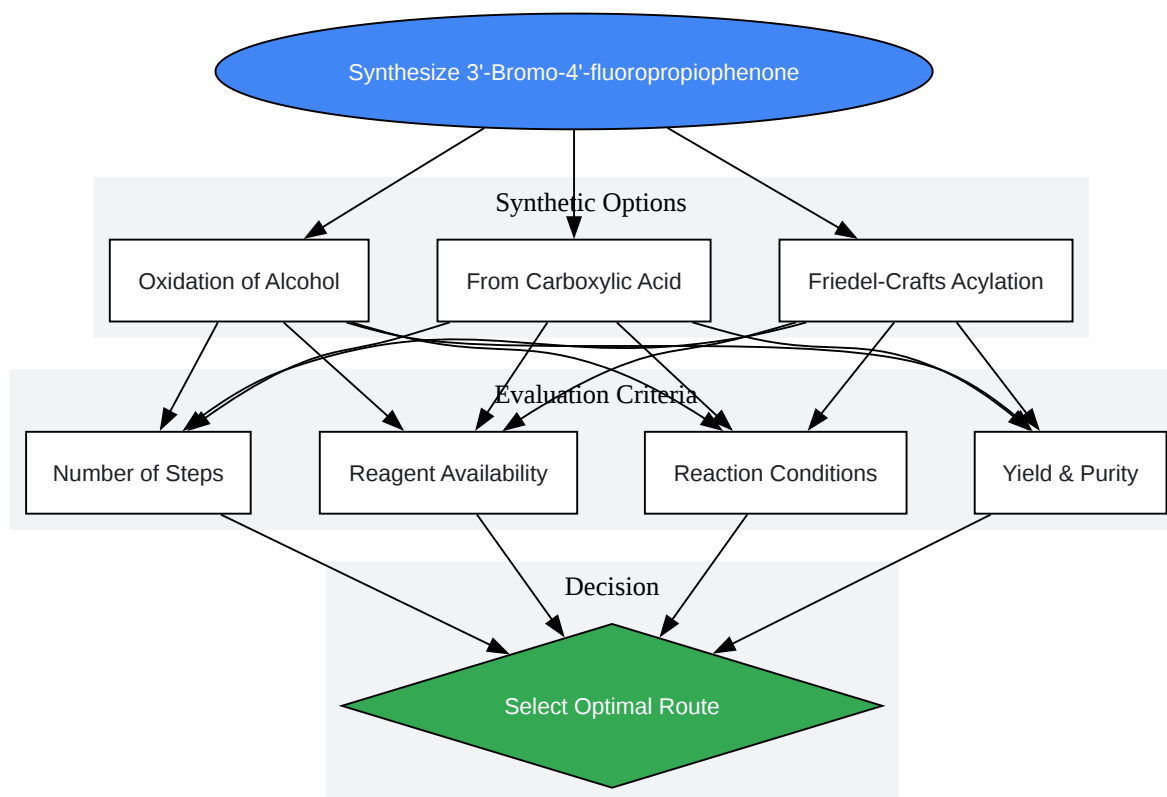 Synthesize 3'-Bromo-4'-fluoropropiophenone
Synthetic Options
Oxidation of Alcohol
From Carboxylic Acid
Friedel-Crafts Acylation
Evaluation Criteria
Number of Steps
Reagent Availability
Reaction Conditions
Yield & Purity
Decision
Select Optimal Route